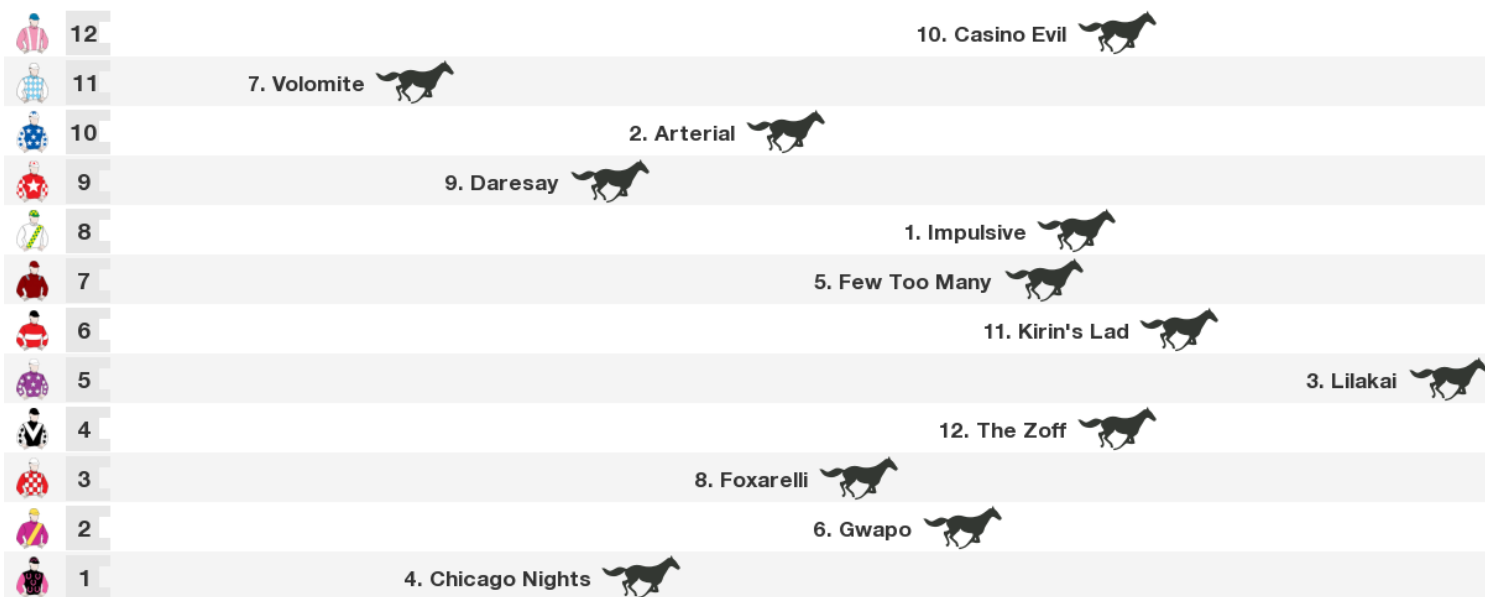 12 10. Casino Evil
11 7. Volomite
10 2. Arterial
9 9. Daresay
8 1. Impulsive
7 5. Few Too Many
6 11. Kirin's Lad
5 3. Lilakai
4 12. The Zoff
3 8. Foxarelli
2 6. Gwapo
1 4. Chicago Nights